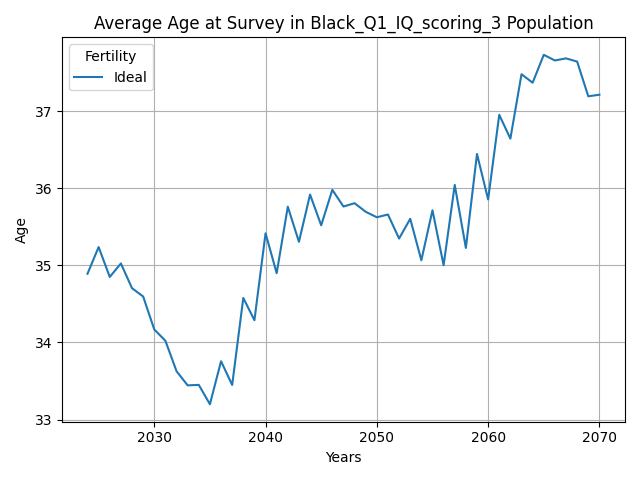 Average Age at Survey in Black_Q1_IQ_scoring_3 Population
Fertility
Ideal
Age
37
36
35
34
33
2030 2040 2050 2060 2070
Years